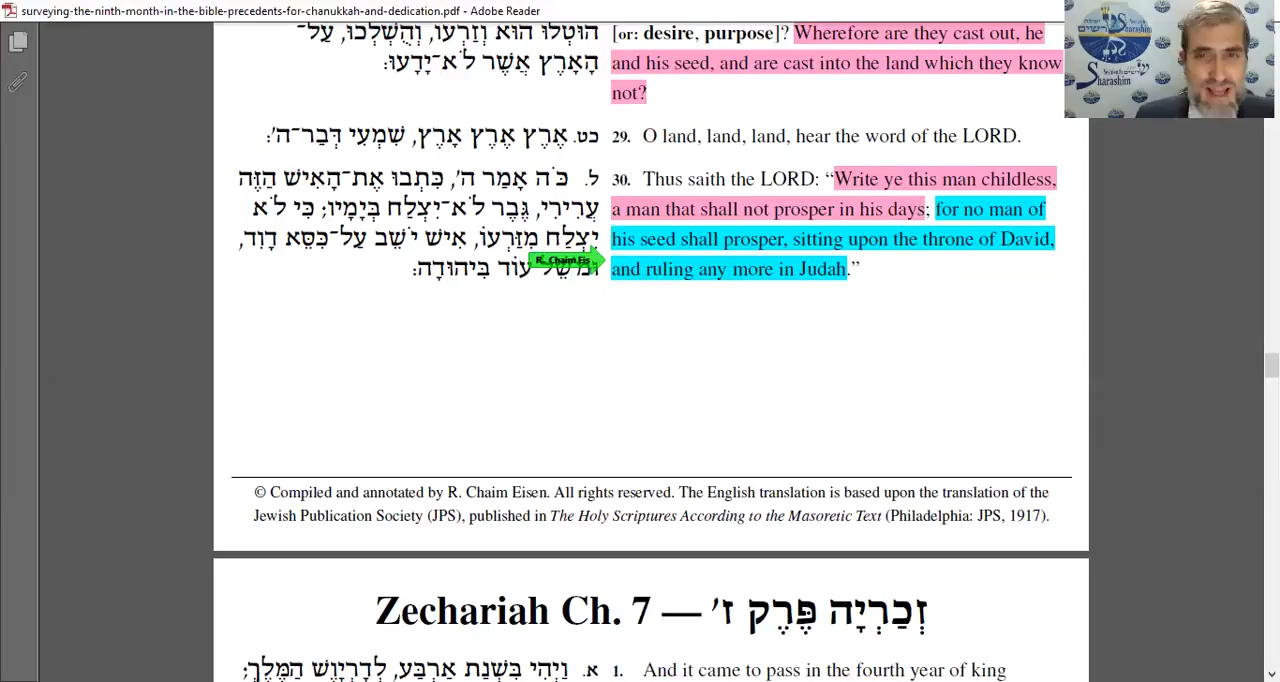 surveying-the-ninth-month-in-the-bible-precedents-for-chanukkah-and-dedication.pdf - Adobe Reader
Sharashim
הוּטְלוּ הוּא וְזַרְעוֹ, וְהֻשְׁלְכוּ, עַל־
הָאָרֶץ אֲשֶׁר לֹא־יָדָעוּ:
[or: desire, purpose]? Wherefore are they cast out, he
and his seed, and are cast into the land which they know
not?
כט. אֶרֶץ אֶרֶץ אָרֶץ, שִׁמְעִי דְּבַר־ה':
29. O land, land, land, hear the word of the LORD.
ל. כֹּה אָמַר ה', כִּתְבוּ אֶת־הָאִישׁ הַזֶּה
עֲרִירִי, גֶּבֶר לֹא־יִצְלַח בְּיָמָיו; כִּי לֹא
יִצְלַח מִזַּרְעוֹ, אִישׁ יֹשֵׁב עַל־כִּסֵּא דָוִד,
עוֹד בִּיהוּדָה:
30. Thus saith the LORD: “Write ye this man childless,
a man that shall not prosper in his days; for no man of
his seed shall prosper, sitting upon the throne of David,
and ruling any more in Judah.”
R. Chaim Eis
© Compiled and annotated by R. Chaim Eisen. All rights reserved. The English translation is based upon the translation of the
Jewish Publication Society (JPS), published in The Holy Scriptures According to the Masoretic Text (Philadelphia: JPS, 1917).
Zechariah Ch. 7 — זְכַרְיָה פֶּרֶק ז'
א. וַיְהִי בִּשְׁנַת אַרְבַּע, לְדָרְיָוֶשׁ הַמֶּלֶךְ;
1. And it came to pass in the fourth year of king